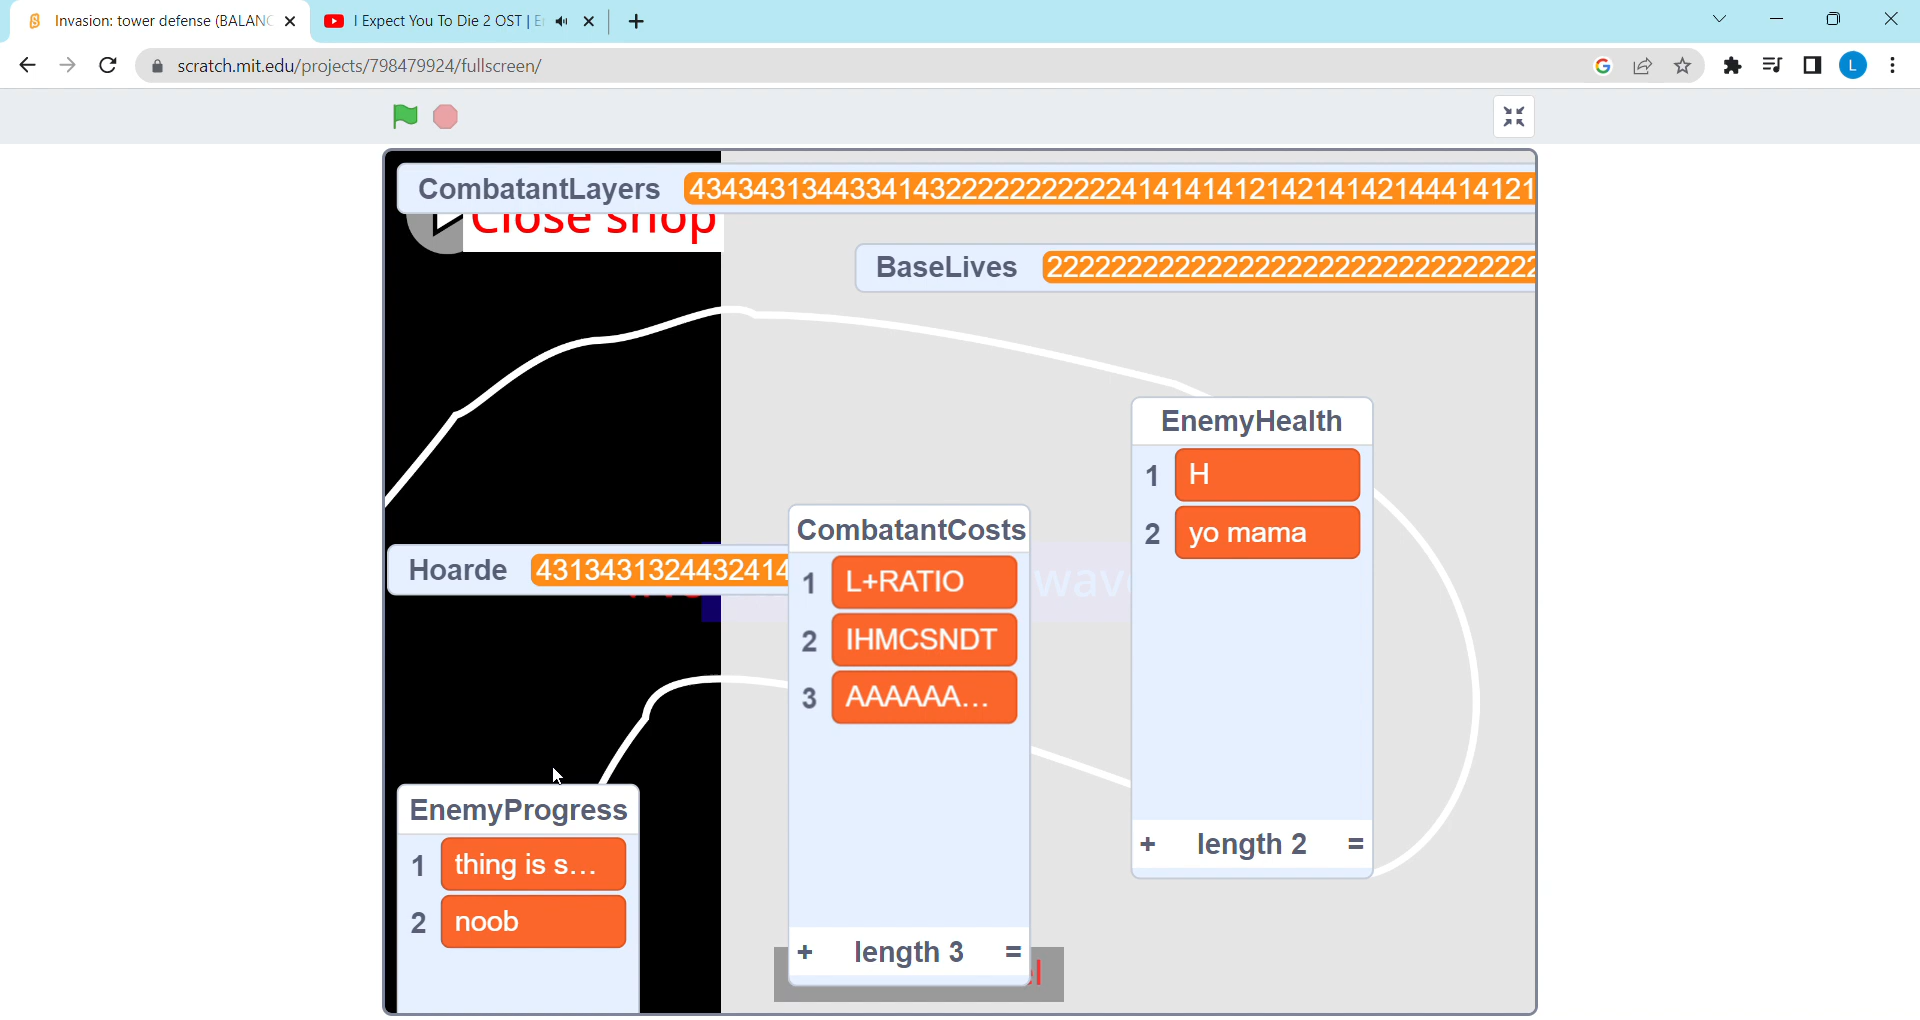 Invasion: tower defense (BALANC
I Expect You To Die 2 OST | E
scratch.mit.edu/projects/798479924/fullscreen/
L
CombatantLayers 43434313443341432222222222241414141214214142144414121
Close shop
BaseLives
EnemyHealth
1 H
2 yo mama
+ length 2 =
CombatantCosts
1 L+RATIO
2 IHMCSNDT
3 AAAAAA...
+ length 3 =
Hoarde 4313431324432414
wav
EnemyProgress
1 thing is s...
2 noob